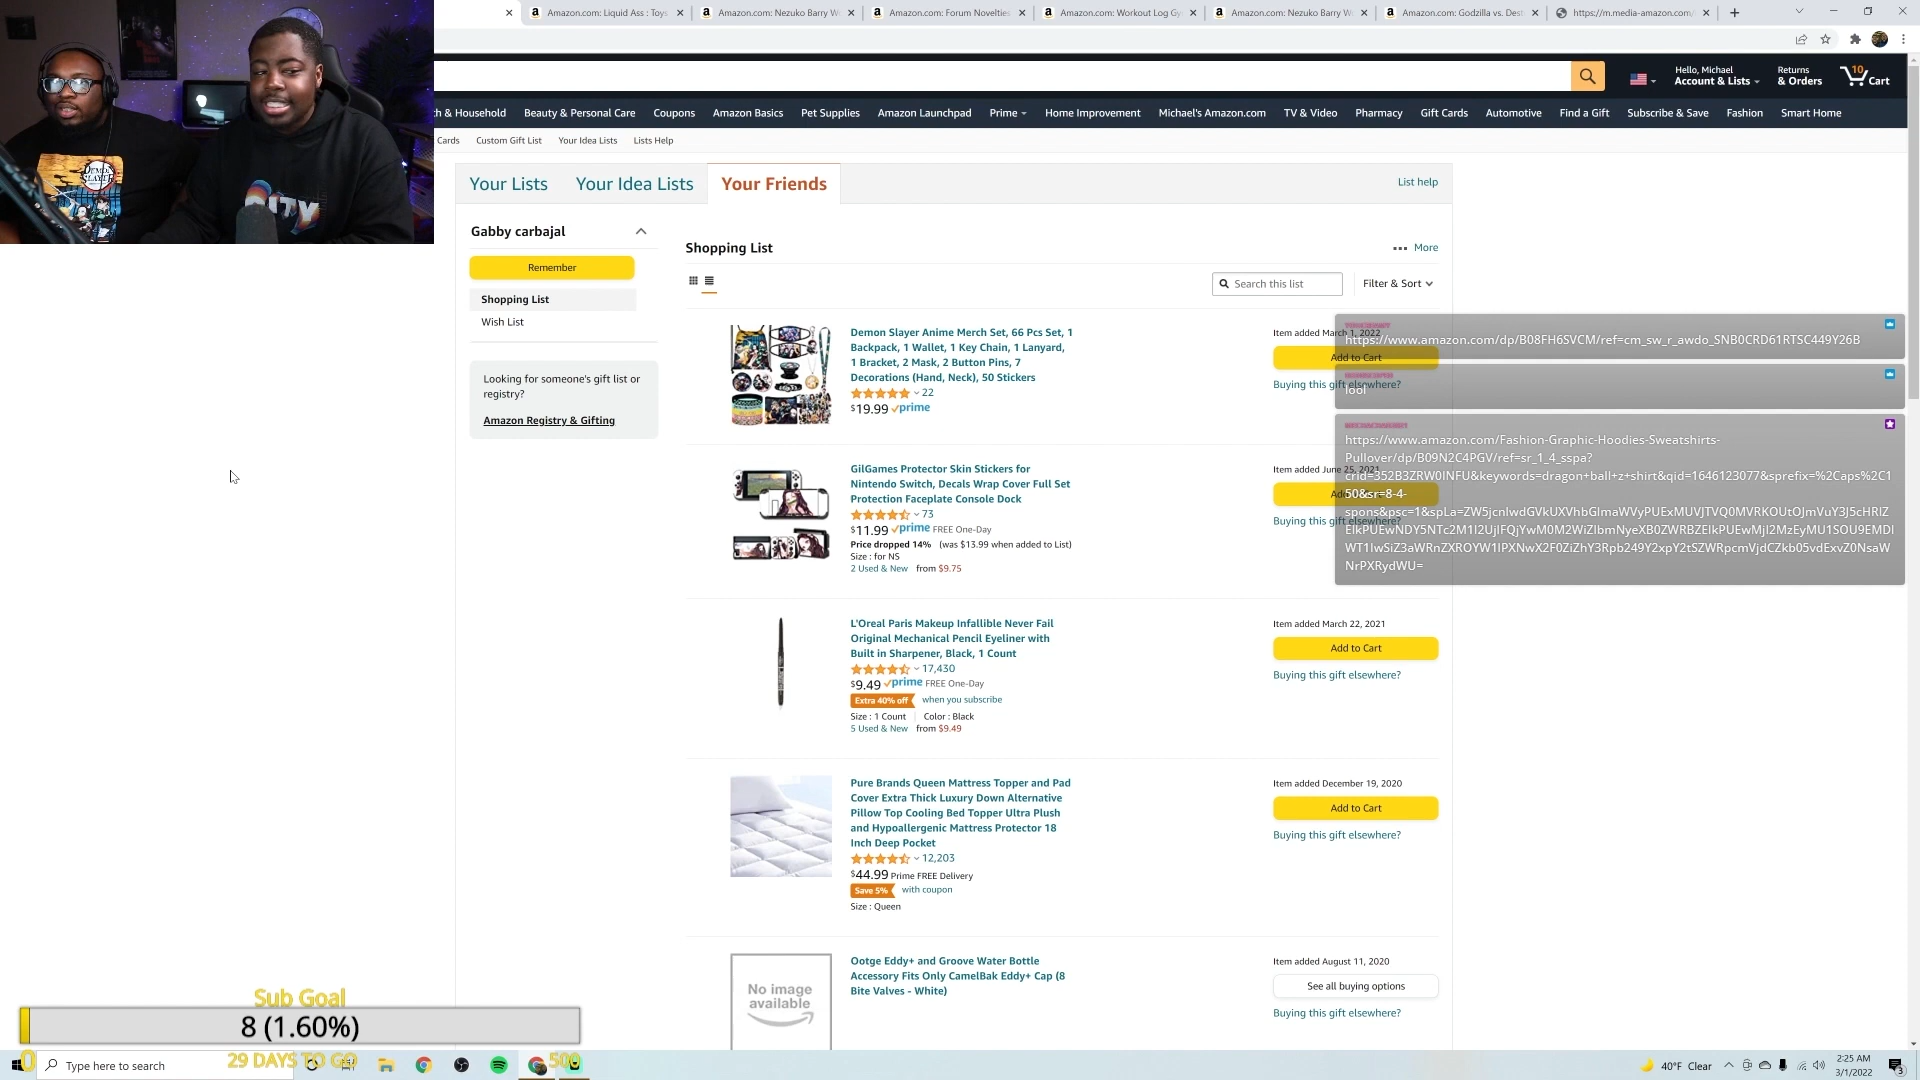 Amazon.com: Liquid Ass : Toys
Amazon.com: Nezuko Barry W
Amazon.com: Forum Novelties
Amazon.com: Workout Log Gy
Amazon.com: Nezuko Barry W
Amazon.com: Godzilla vs. Dest
https://m.media-amazon.com
Hello, Michael
Account & Lists
Returns
& Orders
10
Cart
h & Household
Beauty & Personal Care
Coupons
Amazon Basics
Pet Supplies
Amazon Launchpad
Prime
Home Improvement
Michael's Amazon.com
TV & Video
Pharmacy
Gift Cards
Automotive
Find a Gift
Subscribe & Save
Fashion
Smart Home
Cards
Custom Gift List
Your Idea Lists
Lists Help
Your Lists
Your Idea Lists
Your Friends
List help
DEMON
SLAYER
CITY
Gabby carbajal
Remember
Shopping List
Wish List
Looking for someone's gift list or
registry?
Amazon Registry & Gifting
Shopping List
More
Search this list
Filter & Sort
Demon Slayer Anime Merch Set, 66 Pcs Set, 1
Backpack, 1 Wallet, 1 Key Chain, 1 Lanyard,
1 Bracket, 2 Mask, 2 Button Pins, 7
Decorations (Hand, Neck), 50 Stickers
22
$19.99 prime
Item added March 1, 2022
Add to Cart
Buying this gift elsewhere?
GilGames Protector Skin Stickers for
Nintendo Switch, Decals Wrap Cover Full Set
Protection Faceplate Console Dock
73
$11.99 prime FREE One-Day
Price dropped 14% (was $13.99 when added to List)
Size : for NS
2 Used & New from $9.75
Item added June 25, 2021
Buying this gift elsewhere?
L'Oreal Paris Makeup Infallible Never Fail
Original Mechanical Pencil Eyeliner with
Built in Sharpener, Black, 1 Count
17,430
$9.49 prime FREE One-Day
Extra 40% off when you subscribe
Size : 1 Count Color : Black
5 Used & New from $9.49
Item added March 22, 2021
Add to Cart
Buying this gift elsewhere?
Pure Brands Queen Mattress Topper and Pad
Cover Extra Thick Luxury Down Alternative
Pillow Top Cooling Bed Topper Ultra Plush
and Hypoallergenic Mattress Protector 18
Inch Deep Pocket
12,203
$44.99 Prime FREE Delivery
Save 5% with coupon
Size : Queen
Item added December 19, 2020
Add to Cart
Buying this gift elsewhere?
No image
available
Ootge Eddy+ and Groove Water Bottle
Accessory Fits Only CamelBak Eddy+ Cap (8
Bite Valves - White)
Item added August 11, 2020
See all buying options
Buying this gift elsewhere?
https://www.amazon.com/dp/B08FH6SVCM/ref=cm_sw_r_awdo_SNB0CRD61RTSC449Y26B
lool
https://www.amazon.com/Fashion-Graphic-Hoodies-Sweatshirts-
Pullover/dp/B09N2C4PGV/ref=sr_1_4_sspa?
crid=352B3ZRW0INFU&keywords=dragon+ball+z+shirt&qid=1646123077&sprefix=%2Caps%2C1
50&sr=8-4-
NrPXRydWU=
Sub Goal
8 (1.60%)
0
29 DAYS TO GO
500
Type here to search
40°F Clear
2:25 AM
3/1/2022
3